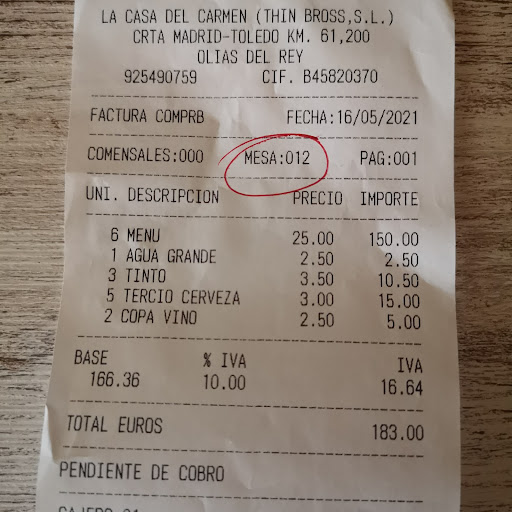 LA CASA DEL CARMEN (THIN BROSS,S.L.)
CRTA MADRID-TOLEDO KM. 61,200
OLIAS DEL REY
925490759 CIF. B45820370
FACTURA COMPRB FECHA:16/05/2021
COMENSALES:000 MESA:012 PAG:001
UNI. DESCRIPCION PRECIO IMPORTE
6 MENU 25.00 150.00
1 AGUA GRANDE 2.50 2.50
3 TINTO 3.50 10.50
5 TERCIO CERVEZA 3.00 15.00
2 COPA VINO 2.50 5.00
BASE % IVA IVA
166.36 10.00 16.64
TOTAL EUROS 183.00
PENDIENTE DE COBRO